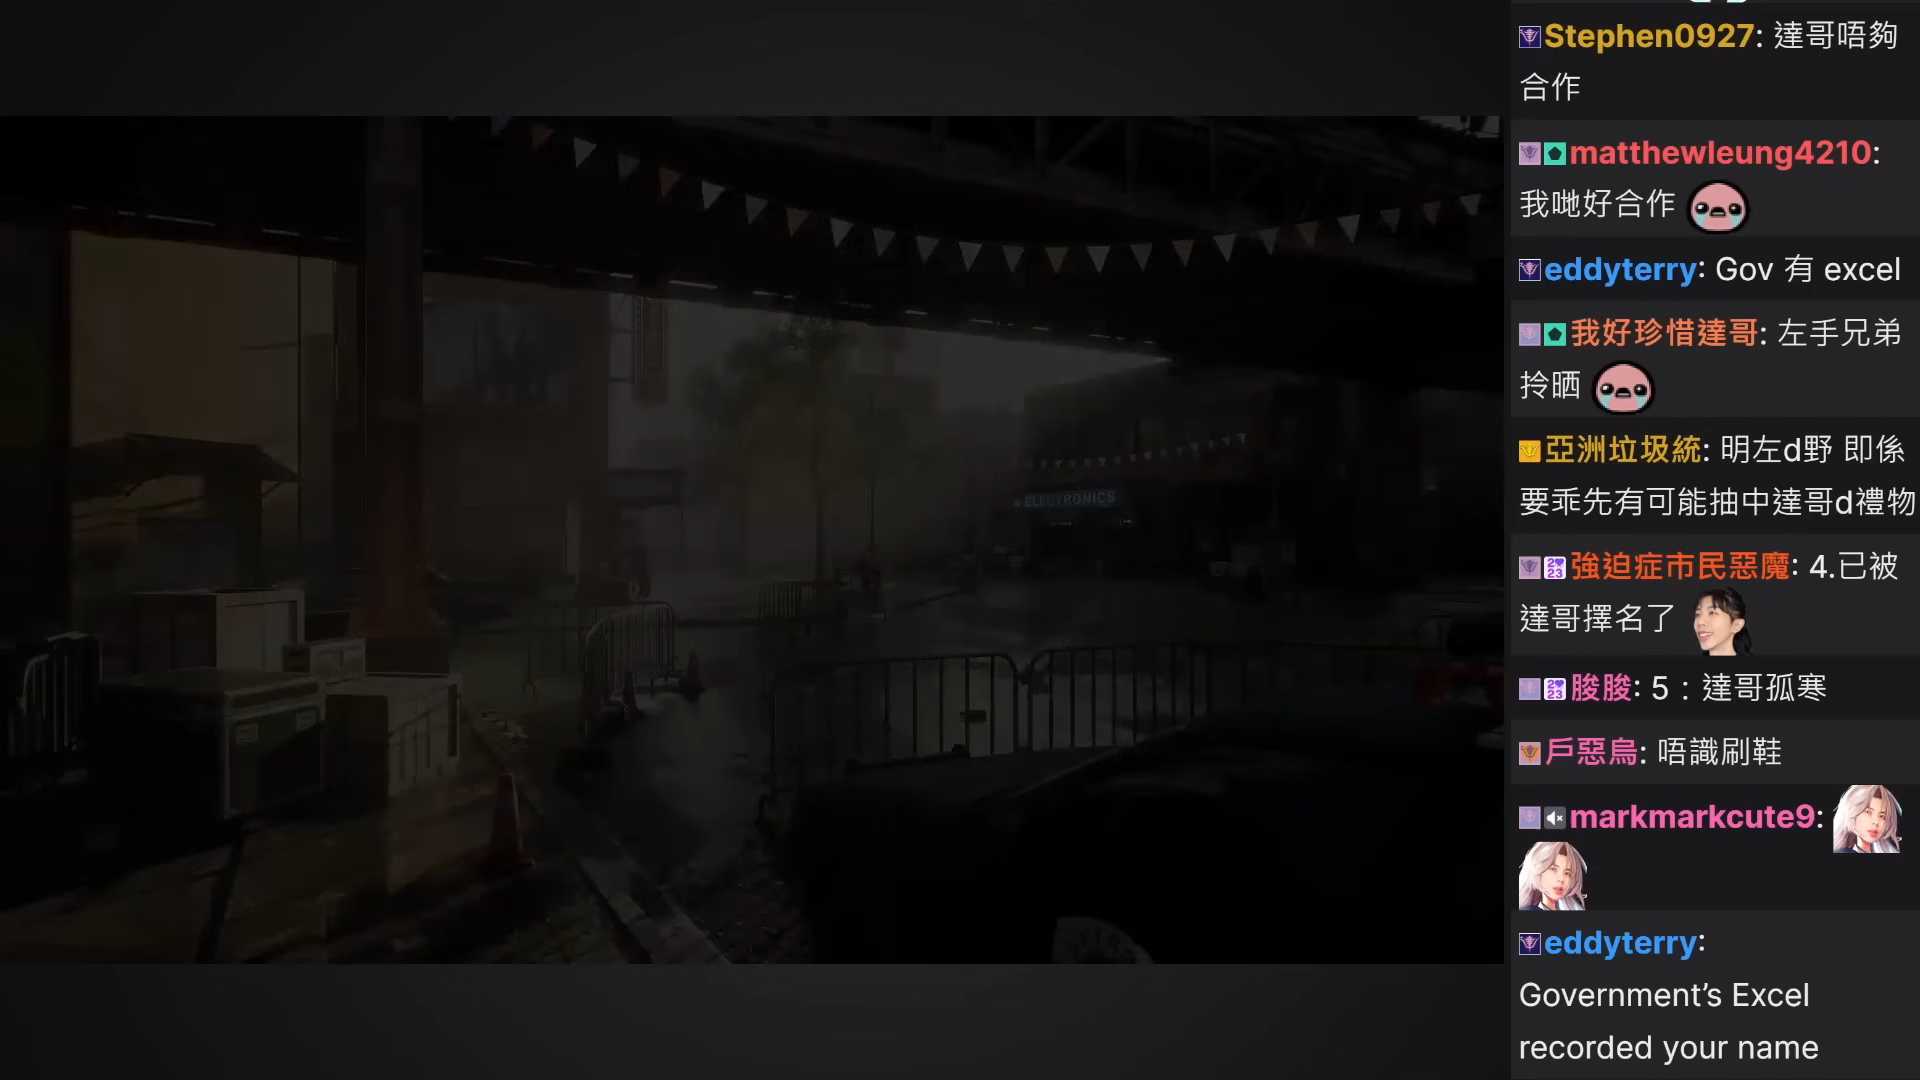 Stephen0927: 達哥唔夠
合作
matthewleung4210:
我哋好合作
eddyterry: Gov 有 excel
我好珍惜達哥: 左手兄弟
拎晒
亞洲垃圾統: 明左d野 即係
要乖先有可能抽中達哥d禮物
強迫症市民惡魔: 4.已被
達哥擇名了
朘朘: 5：達哥孤寒
戶惡烏: 唔識刷鞋
markmarkcute9:
eddyterry:
Government’s Excel
recorded your name
ELECTRONICS